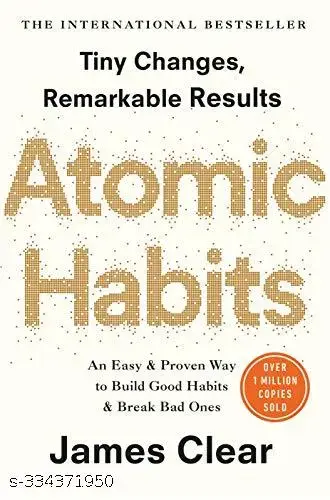 THE INTERNATIONAL BESTSELLER
Tiny Changes,
Remarkable Results
Atomic
Habits
An Easy & Proven Way
to Build Good Habits
& Break Bad Ones
OVER
1 MILLION
COPIES
SOLD
James Clear
s-334371950